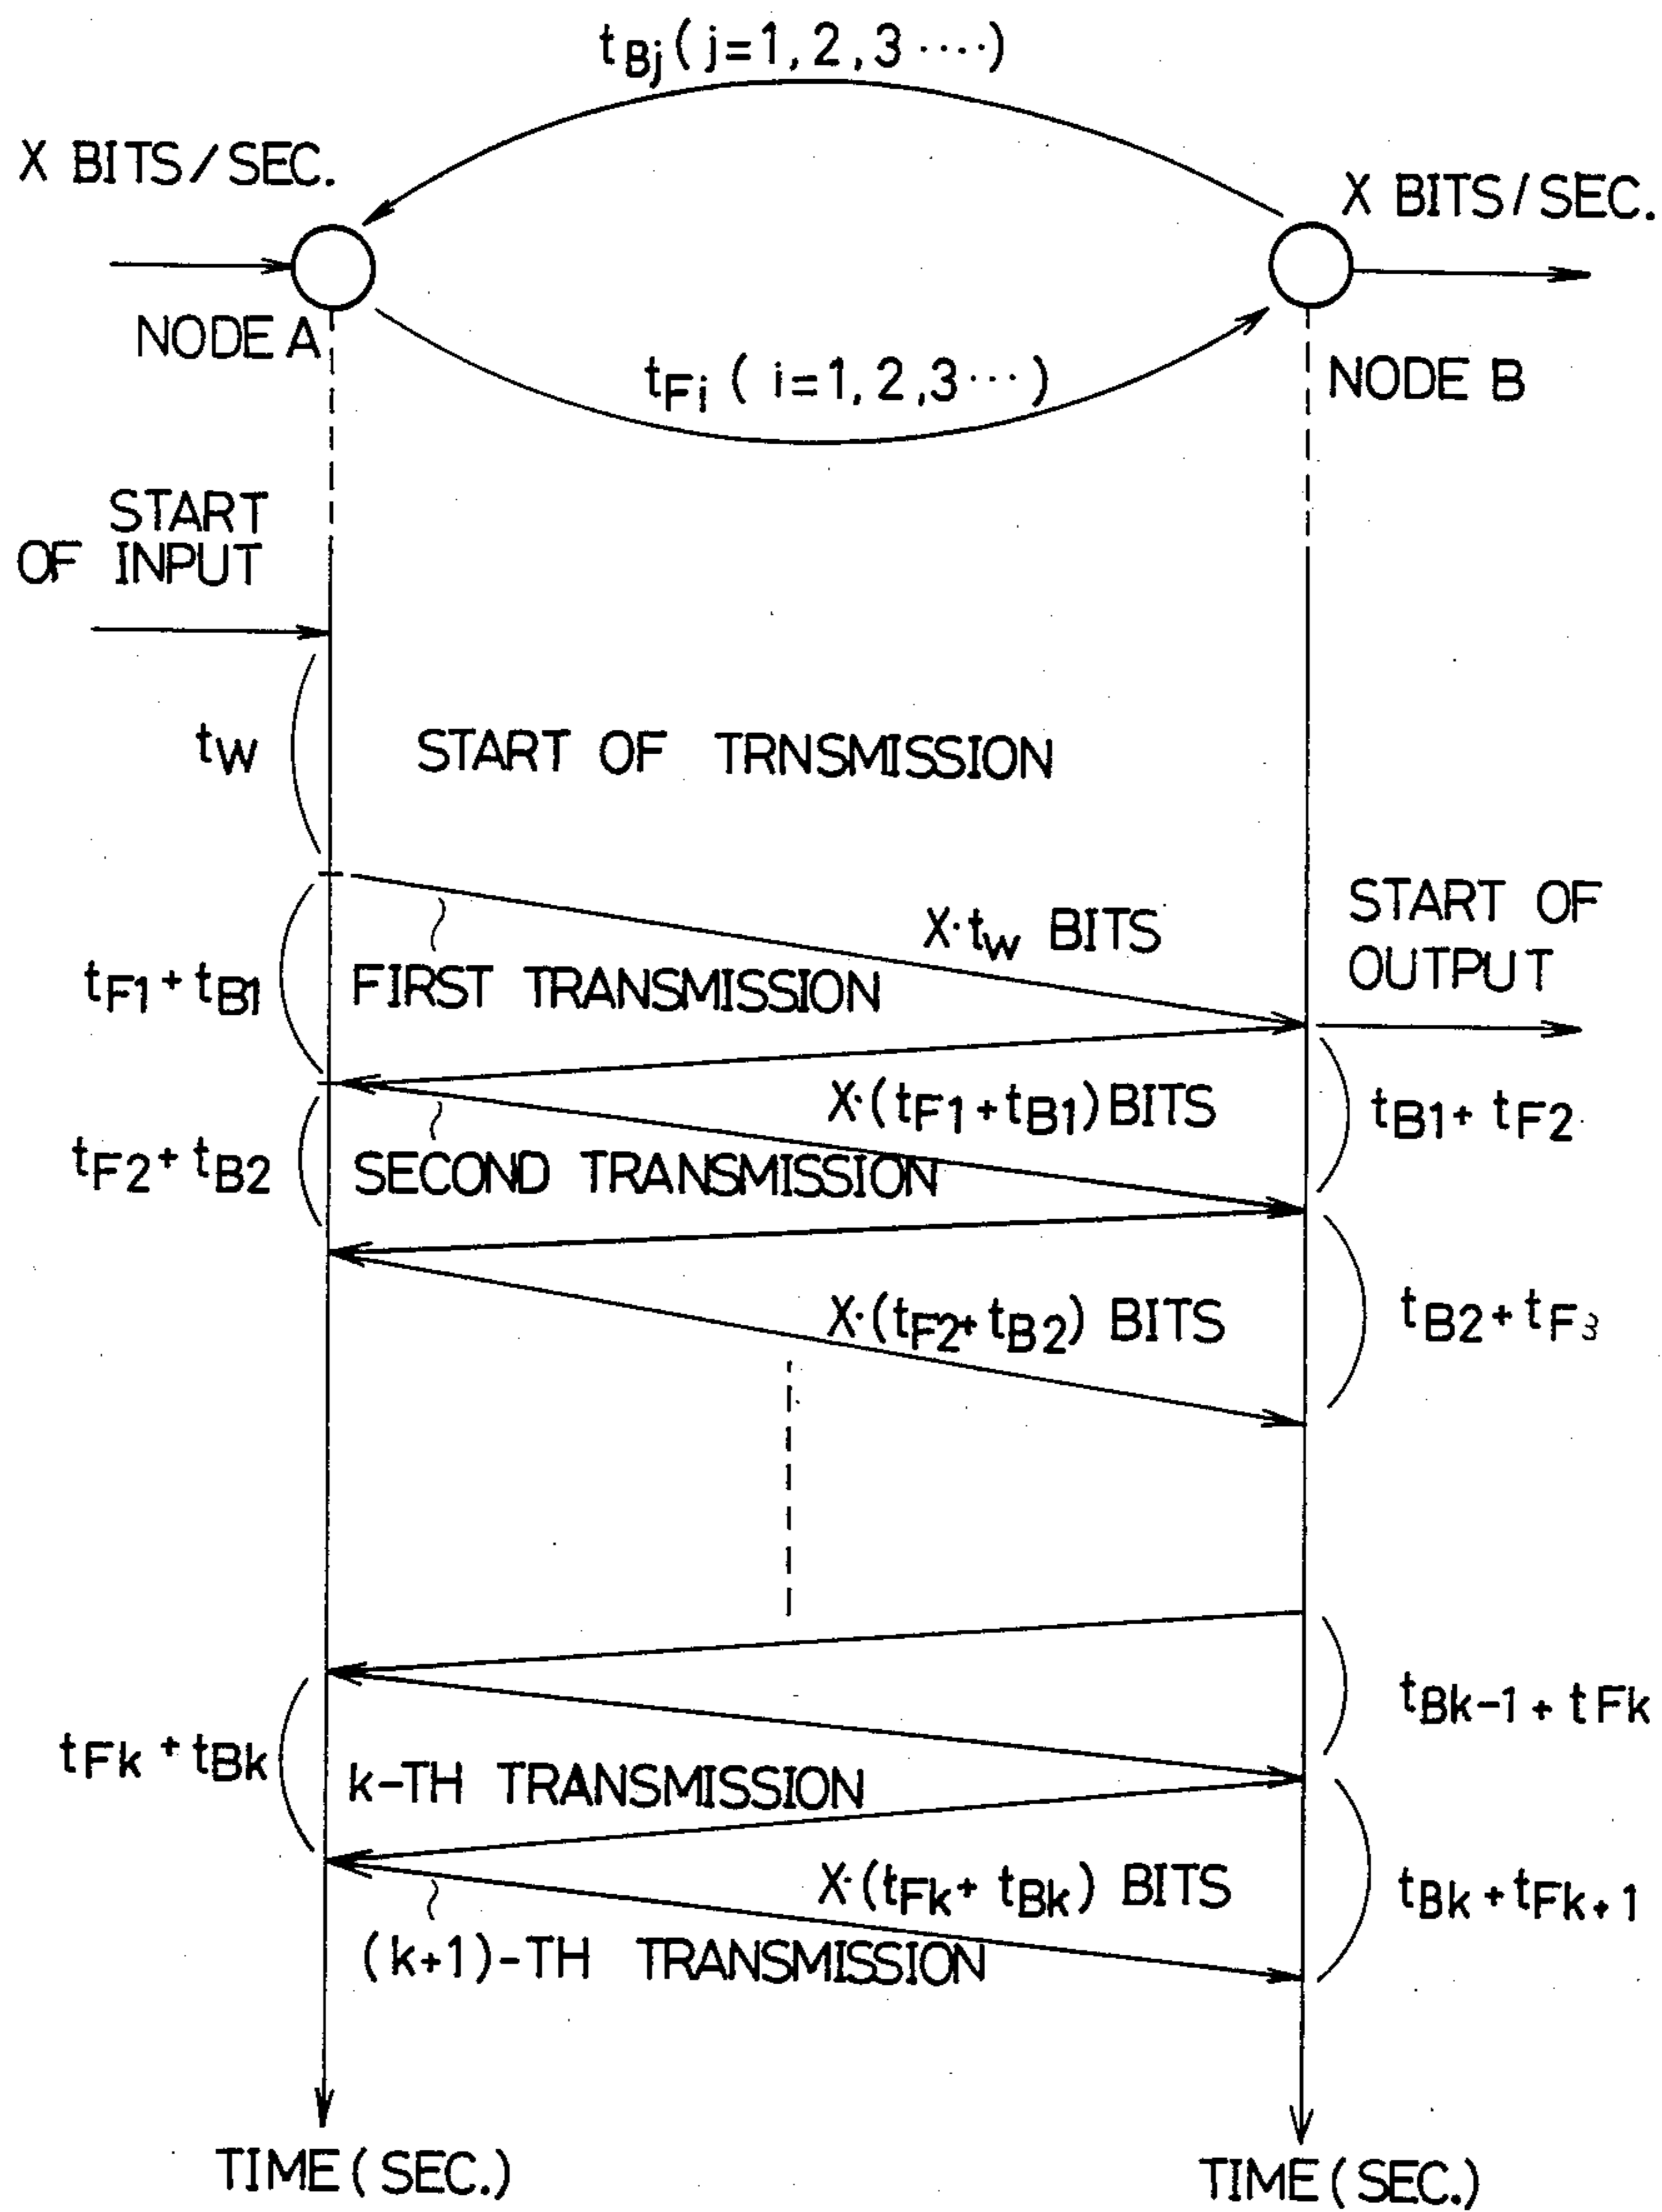 tBj ( j=1, 2, 3 ····)
X BITS/SEC.
X BITS/SEC.
NODE A
NODE B
tFi ( i=1, 2, 3··· )
START
OF INPUT
tW
START OF TRNSMISSION
X·tW BITS
START OF
OUTPUT
tF1 + tB1
FIRST TRANSMISSION
X·(tF1 + tB1) BITS
tB1 + tF2
tF2 + tB2
SECOND TRANSMISSION
X·(tF2 + tB2) BITS
tB2 + tF3
tBk-1 + tFk
tFk + tBk
k-TH TRANSMISSION
X·(tFk + tBk) BITS
tBk + tFk+1
(k+1)-TH TRANSMISSION
TIME (SEC.)
TIME (SEC.)